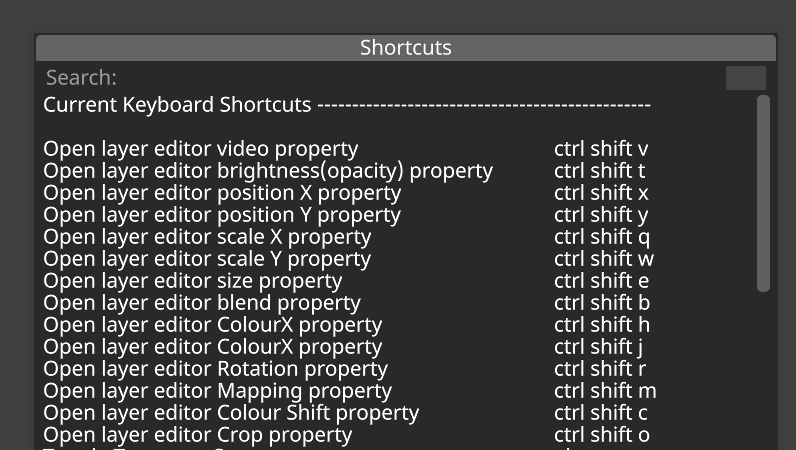 Shortcuts
Search:
Current Keyboard Shortcuts ------------------------------------------------
Open layer editor video property ctrl shift v
Open layer editor brightness(opacity) property ctrl shift t
Open layer editor position X property ctrl shift x
Open layer editor position Y property ctrl shift y
Open layer editor scale X property ctrl shift q
Open layer editor scale Y property ctrl shift w
Open layer editor size property ctrl shift e
Open layer editor blend property ctrl shift b
Open layer editor ColourX property ctrl shift h
Open layer editor ColourX property ctrl shift j
Open layer editor Rotation property ctrl shift r
Open layer editor Mapping property ctrl shift m
Open layer editor Colour Shift property ctrl shift c
Open layer editor Crop property ctrl shift o